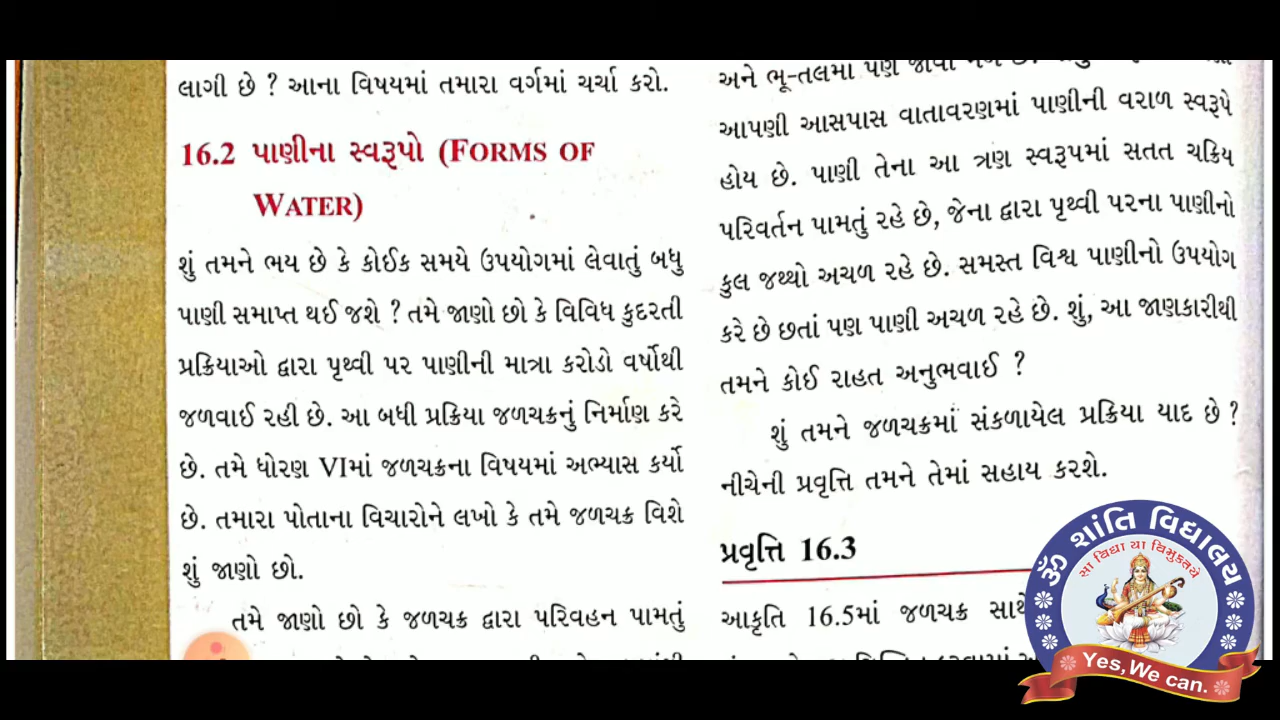 લાગી છે ? આના વિષયમાં તમારા વર્ગમાં ચર્ચા કરો.
16.2 પાણીના સ્વરૂપો (FORMS OF
WATER)
શું તમને ભય છે કે કોઈક સમયે ઉપયોગમાં લેવાતું બધુ
પાણી સમાપ્ત થઈ જશે ? તમે જાણો છો કે વિવિધ કુદરતી
પ્રક્રિયાઓ દ્વારા પૃથ્વી પર પાણીની માત્રા કરોડો વર્ષોથી
જળવાઈ રહી છે. આ બધી પ્રક્રિયા જળચક્રનું નિર્માણ કરે
છે. તમે ધોરણ VIમાં જળચક્રના વિષયમાં અભ્યાસ કર્યો
છે. તમારા પોતાના વિચારોને લખો કે તમે જળચક્ર વિશે
શું જાણો છો.
તમે જાણો છો કે જળચક્ર દ્વારા પરિવહન પામતું
અને ભૂ-તલમા પણ
આપણી આસપાસ વાતાવરણમાં પાણીની વરાળ સ્વરૂપે
હોય છે. પાણી તેના આ ત્રણ સ્વરૂપમાં સતત ચક્રિય
પરિવર્તન પામતું રહે છે, જેના દ્વારા પૃથ્વી પરના પાણીનો
કુલ જથ્થો અચળ રહે છે. સમસ્ત વિશ્વ પાણીનો ઉપયોગ
કરે છે છતાં પણ પાણી અચળ રહે છે. શું, આ જાણકારીથી
તમને કોઈ રાહત અનુભવાઈ ?
શું તમને જળચક્રમાં સંકળાયેલ પ્રક્રિયા યાદ છે ?
નીચેની પ્રવૃત્તિ તમને તેમાં સહાય કરશે.
પ્રવૃત્તિ 16.3
આકૃતિ 16.5માં જળચક્ર સાથે
ૐ શાંતિ વિદ્યાલય
સા વિદ્યા યા વિમુક્તયે
Yes, We can.